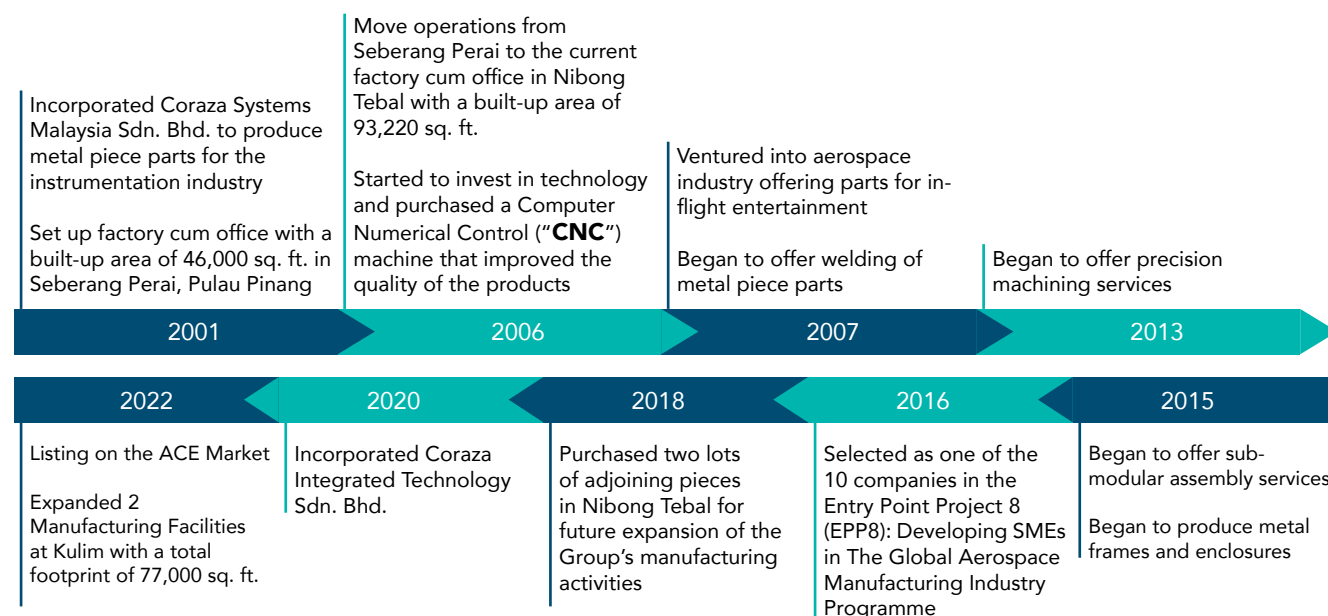 Incorporated Coraza Systems
Malaysia Sdn. Bhd. to produce
metal piece parts for the
instrumentation industry
Set up factory cum office with a
built-up area of 46,000 sq. ft. in
Seberang Perai, Pulau Pinang
2001
Move operations from
Seberang Perai to the current
factory cum office in Nibong
Tebal with a built-up area of
93,220 sq. ft.
Started to invest in technology
and purchased a Computer
Numerical Control (“CNC”)
machine that improved the
quality of the products
2006
Ventured into aerospace
industry offering parts for in-
flight entertainment
Began to offer welding of
metal piece parts
2007
Began to offer precision
machining services
2013
2015
Began to offer sub-
modular assembly services
Began to produce metal
frames and enclosures
2016
Selected as one of the
10 companies in the
Entry Point Project 8
(EPP8): Developing SMEs
in The Global Aerospace
Manufacturing Industry
Programme
2018
Purchased two lots
of adjoining pieces
in Nibong Tebal for
future expansion of the
Group’s manufacturing
activities
2020
Incorporated Coraza
Integrated Technology
Sdn. Bhd.
2022
Listing on the ACE Market
Expanded 2
Manufacturing Facilities
at Kulim with a total
footprint of 77,000 sq. ft.